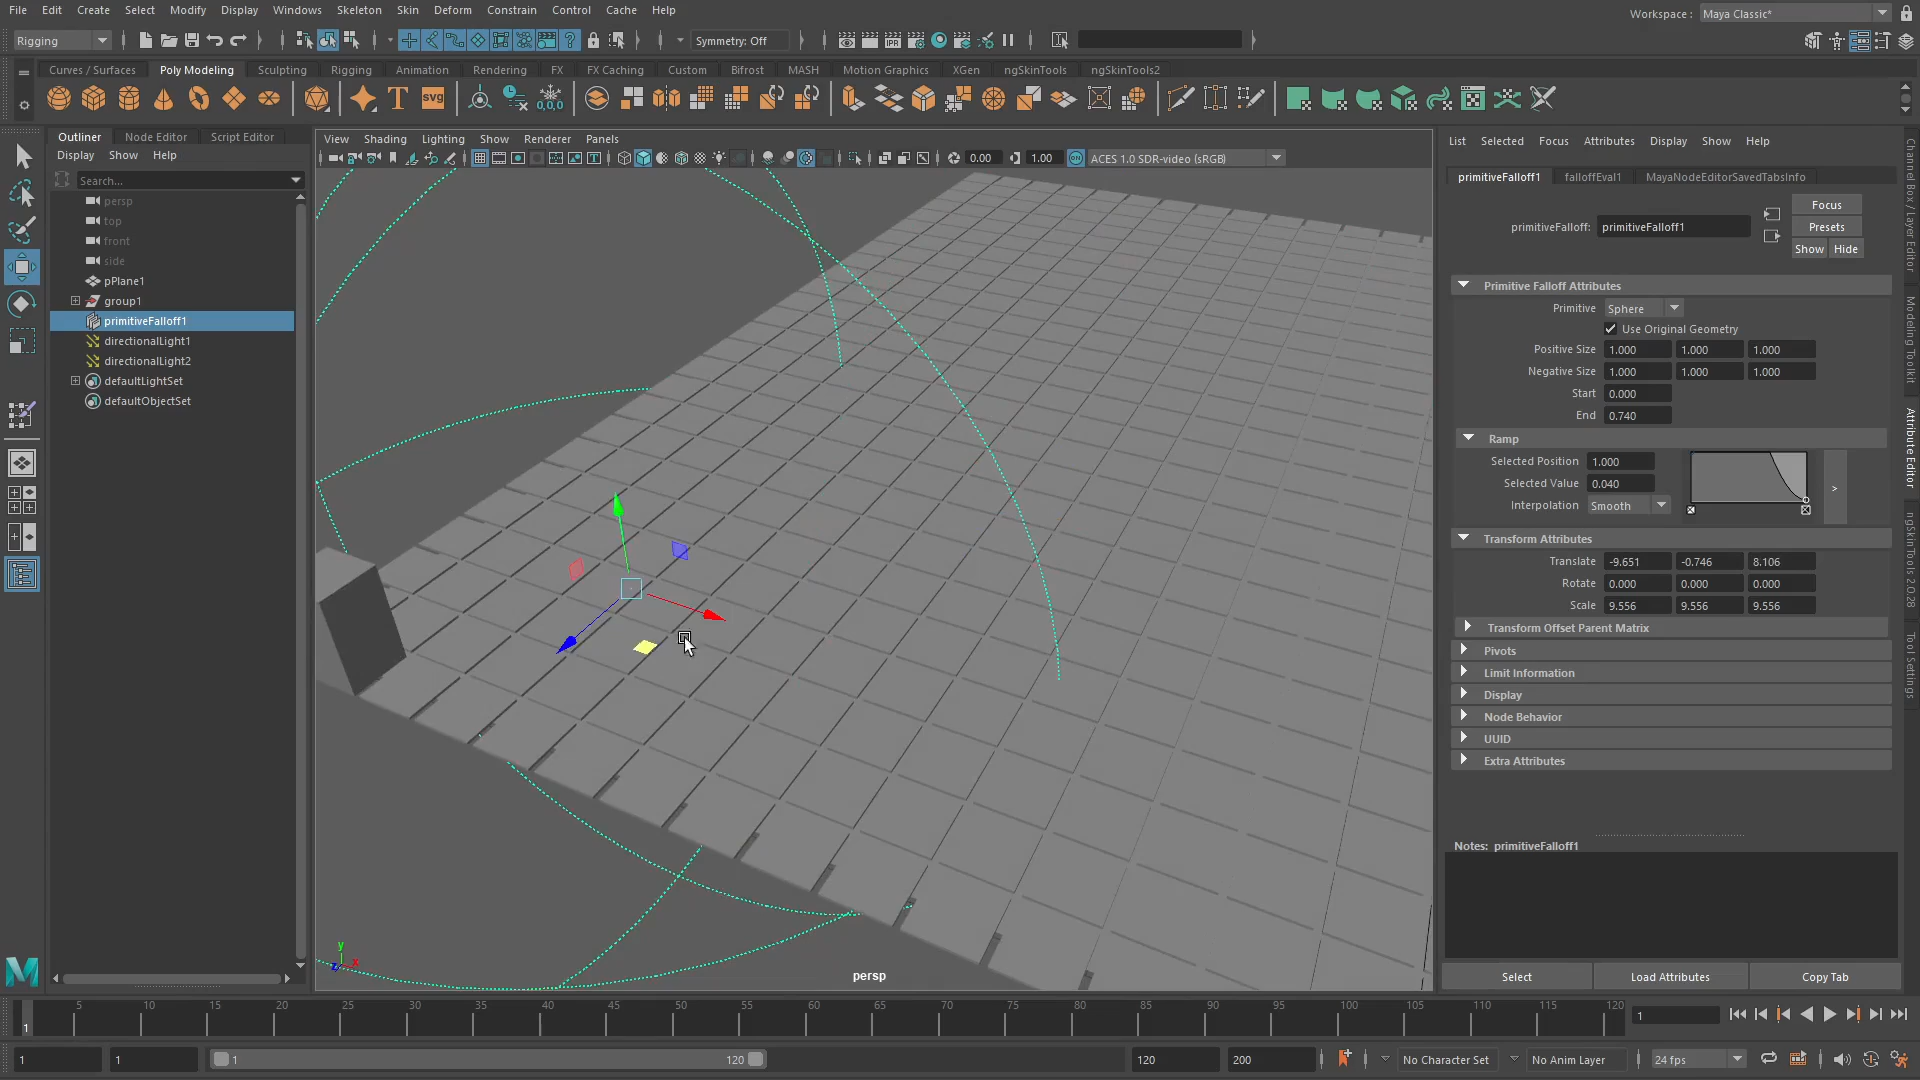 File Edit Create Select Modify Display Windows Skeleton Skin Deform Constrain Control Cache Help
Workspace : Maya Classic*
Rigging
Symmetry: Off
Curves / Surfaces Poly Modeling Sculpting Rigging Animation Rendering FX FX Caching Custom Bifrost MASH Motion Graphics XGen ngSkinTools ngSkinTools2
T svg 0,0,0
Outliner Node Editor Script Editor
Display Show Help
Search...
persp
top
front
side
pPlane1
group1
primitiveFalloff1
directionalLight1
directionalLight2
defaultLightSet
defaultObjectSet
View Shading Lighting Show Renderer Panels
0.00 1.00 ACES 1.0 SDR-video (sRGB)
y
z x
persp
List Selected Focus Attributes Display Show Help
primitiveFalloff1 falloffEval1 MayaNodeEditorSavedTabsInfo
primitiveFalloff: primitiveFalloff1
Focus
Presets
Show Hide
Primitive Falloff Attributes
Primitive Sphere
Use Original Geometry
Positive Size 1.000 1.000 1.000
Negative Size 1.000 1.000 1.000
Start 0.000
End 0.740
Ramp
Selected Position 1.000
Selected Value 0.040
Interpolation Smooth
>
Transform Attributes
Translate -9.651 -0.746 8.106
Rotate 0.000 0.000 0.000
Scale 9.556 9.556 9.556
Transform Offset Parent Matrix
Pivots
Limit Information
Display
Node Behavior
UUID
Extra Attributes
Notes: primitiveFalloff1
Select Load Attributes Copy Tab
Channel Box / Layer Editor
Modeling Toolkit
Attribute Editor
ngSkinTools 2.0.28
Tool Settings
5 10 15 20 25 30 35 40 45 50 55 60 65 70 75 80 85 90 95 100 105 110 115 120
1
1
1 1 1 120 120 200 No Character Set No Anim Layer 24 fps